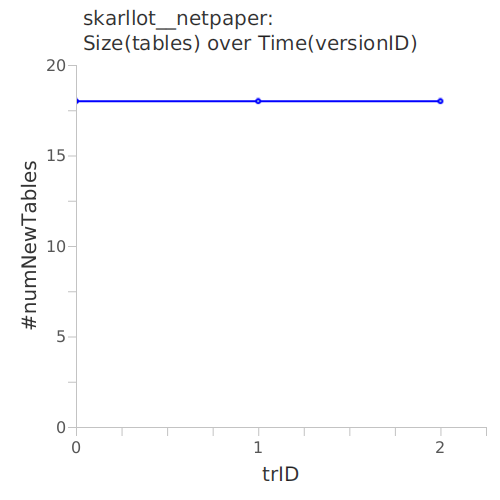 skarllot__netpaper:
Size(tables) over Time(versionID)
20
15
10
5
0
#numNewTables
0 1 2
trID